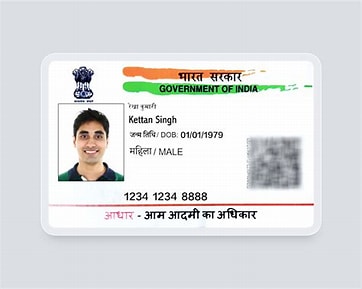 भारत सरकार
GOVERNMENT OF INDIA
रेखा कुमारी
Kettan Singh
जन्म तिथि / DOB: 01/01/1979
महिला / MALE
1234 1234 8888
आधार - आम आदमी का अधिकार